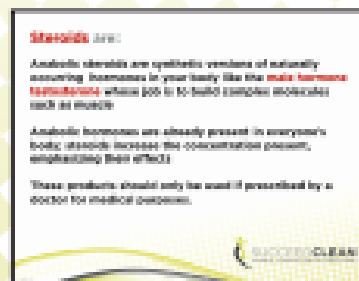 Steroids are:
Anabolic steroids are synthetic versions of naturally
occurring hormones in your body like the male hormone
testosterone whose job is to build complex molecules
such as muscle
Anabolic hormones are already present in everyone's
body; steroids increase the concentration present,
emphasizing their effects
These products should only be used if prescribed by a
doctor for medical purposes.
SUCCEEDCLEAN